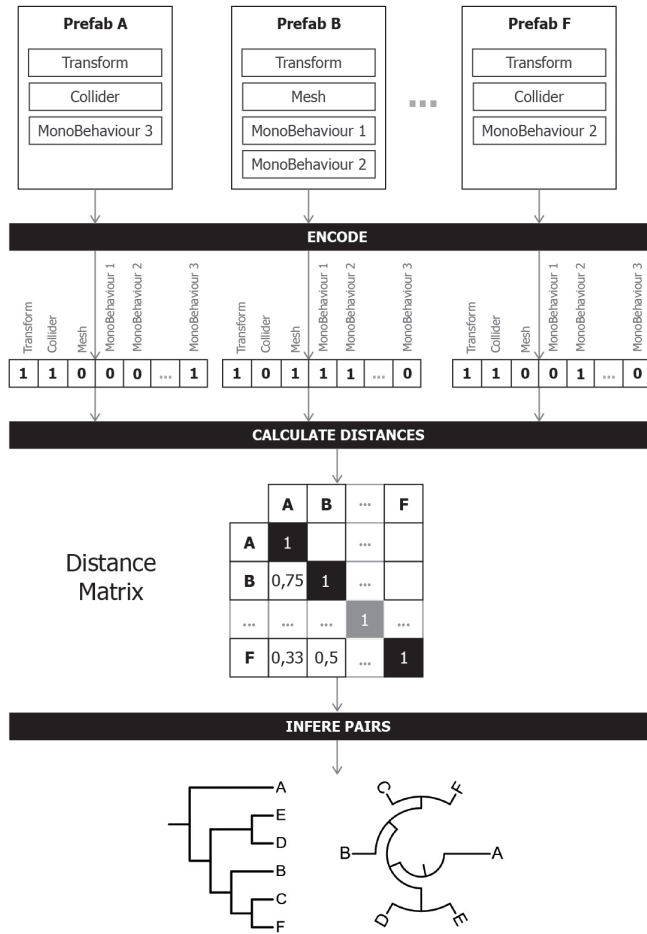 Prefab A
Transform
Collider
MonoBehaviour 3
Prefab B
Transform
Mesh
MonoBehaviour 1
MonoBehaviour 2
...
Prefab F
Transform
Collider
MonoBehaviour 2
ENCODE
Transform
Collider
Mesh
MonoBehaviour 1
MonoBehaviour 2
MonoBehaviour 3
1 1 0 0 0 ... 1
Transform
Collider
Mesh
MonoBehaviour 1
MonoBehaviour 2
MonoBehaviour 3
1 0 1 1 1 ... 0
Transform
Collider
Mesh
MonoBehaviour 1
MonoBehaviour 2
MonoBehaviour 3
1 1 0 0 1 ... 0
CALCULATE DISTANCES
Distance
Matrix
A B ... F
A 1 ...
B 0,75 1 ...
... ... ... 1 ...
F 0,33 0,5 ... 1
INFERE PAIRS
A
E
D
B
C
F
C F
B A
D E